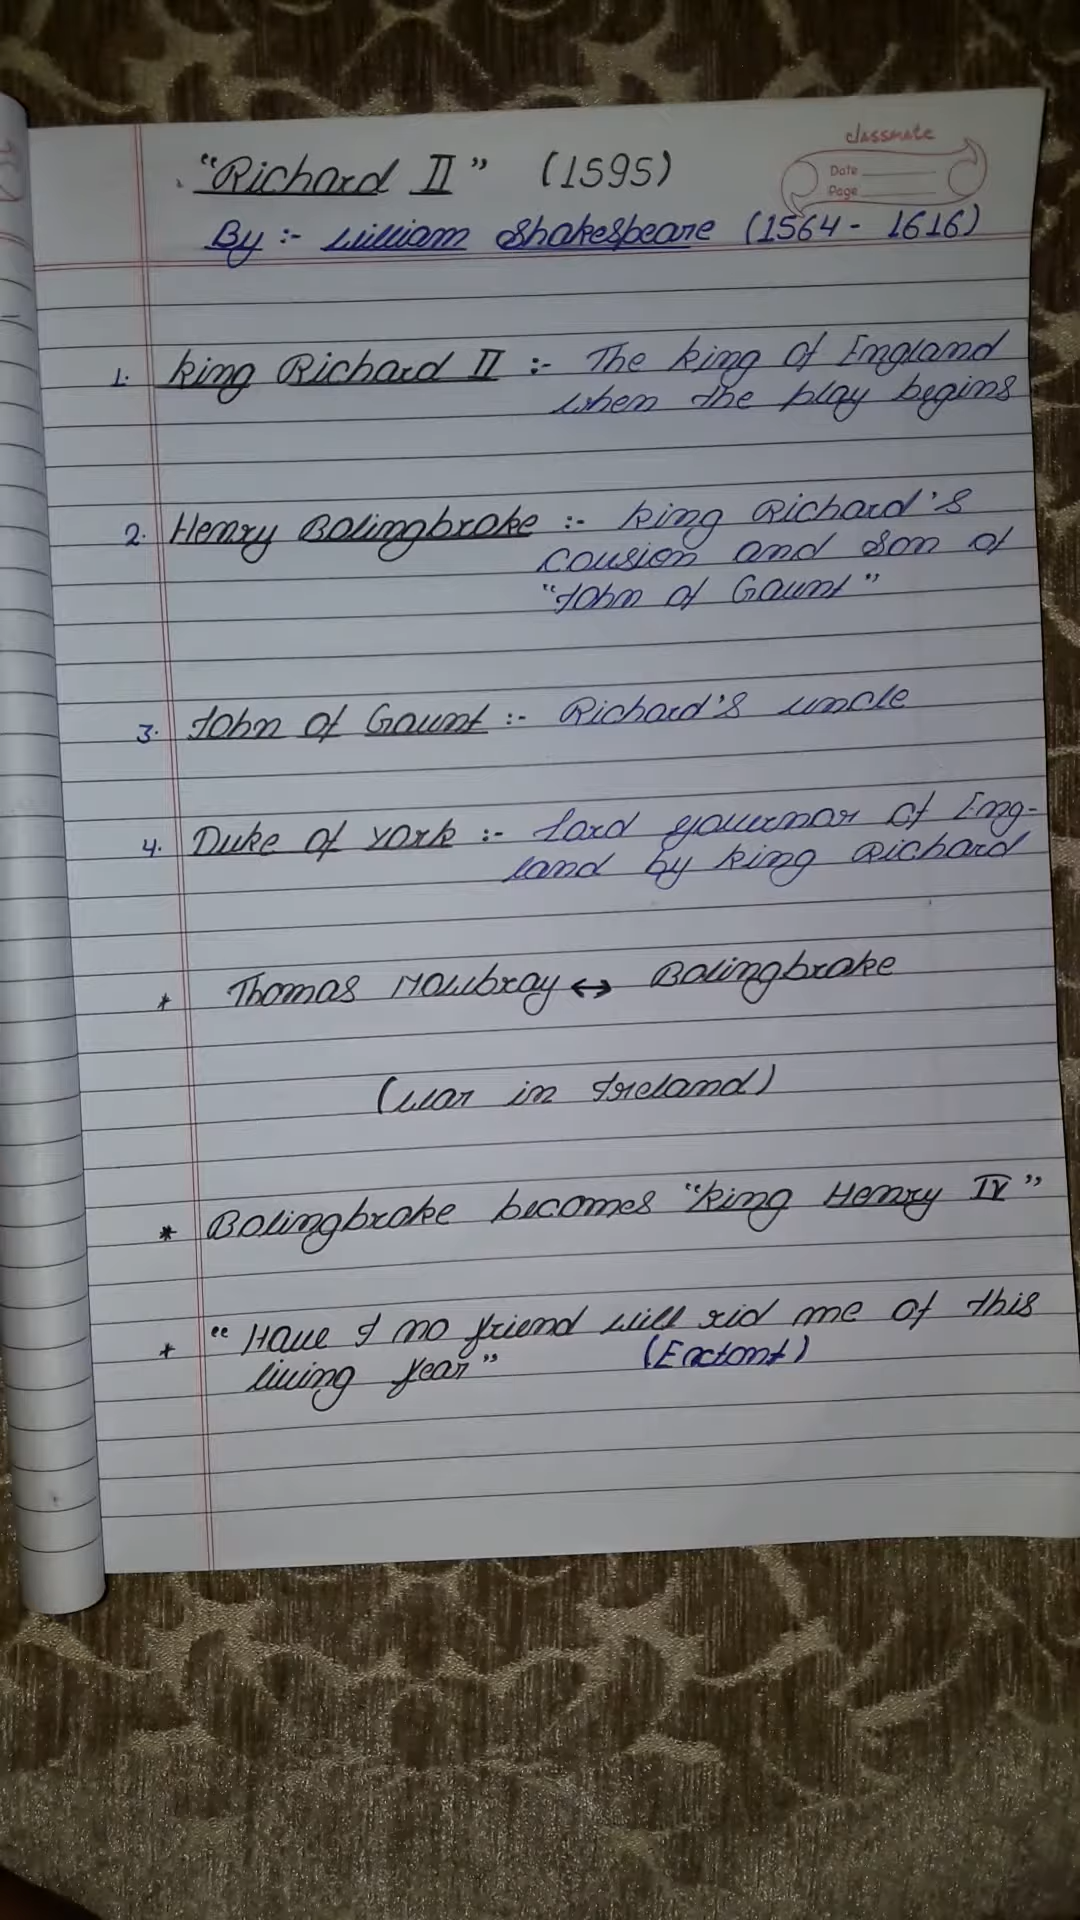 classmate
Date
Page
"Richard II" (1595)
By :- William Shakespeare (1564 - 1616)
1. King Richard II :- The King of England
when the play begins
2. Henry Bolingbroke :- King Richard's
cousion and son of
"John of Gaunt"
3. John of Gaunt :- Richard's uncle
4. Duke of York :- Lord governor of Eng-
land by King Richard
* Thomas Mowbray ↔ Bolingbroke
(war in Ireland)
* Bolingbroke becomes "King Henry IV"
* "Have I no friend will rid me of this
living fear" (Exton)